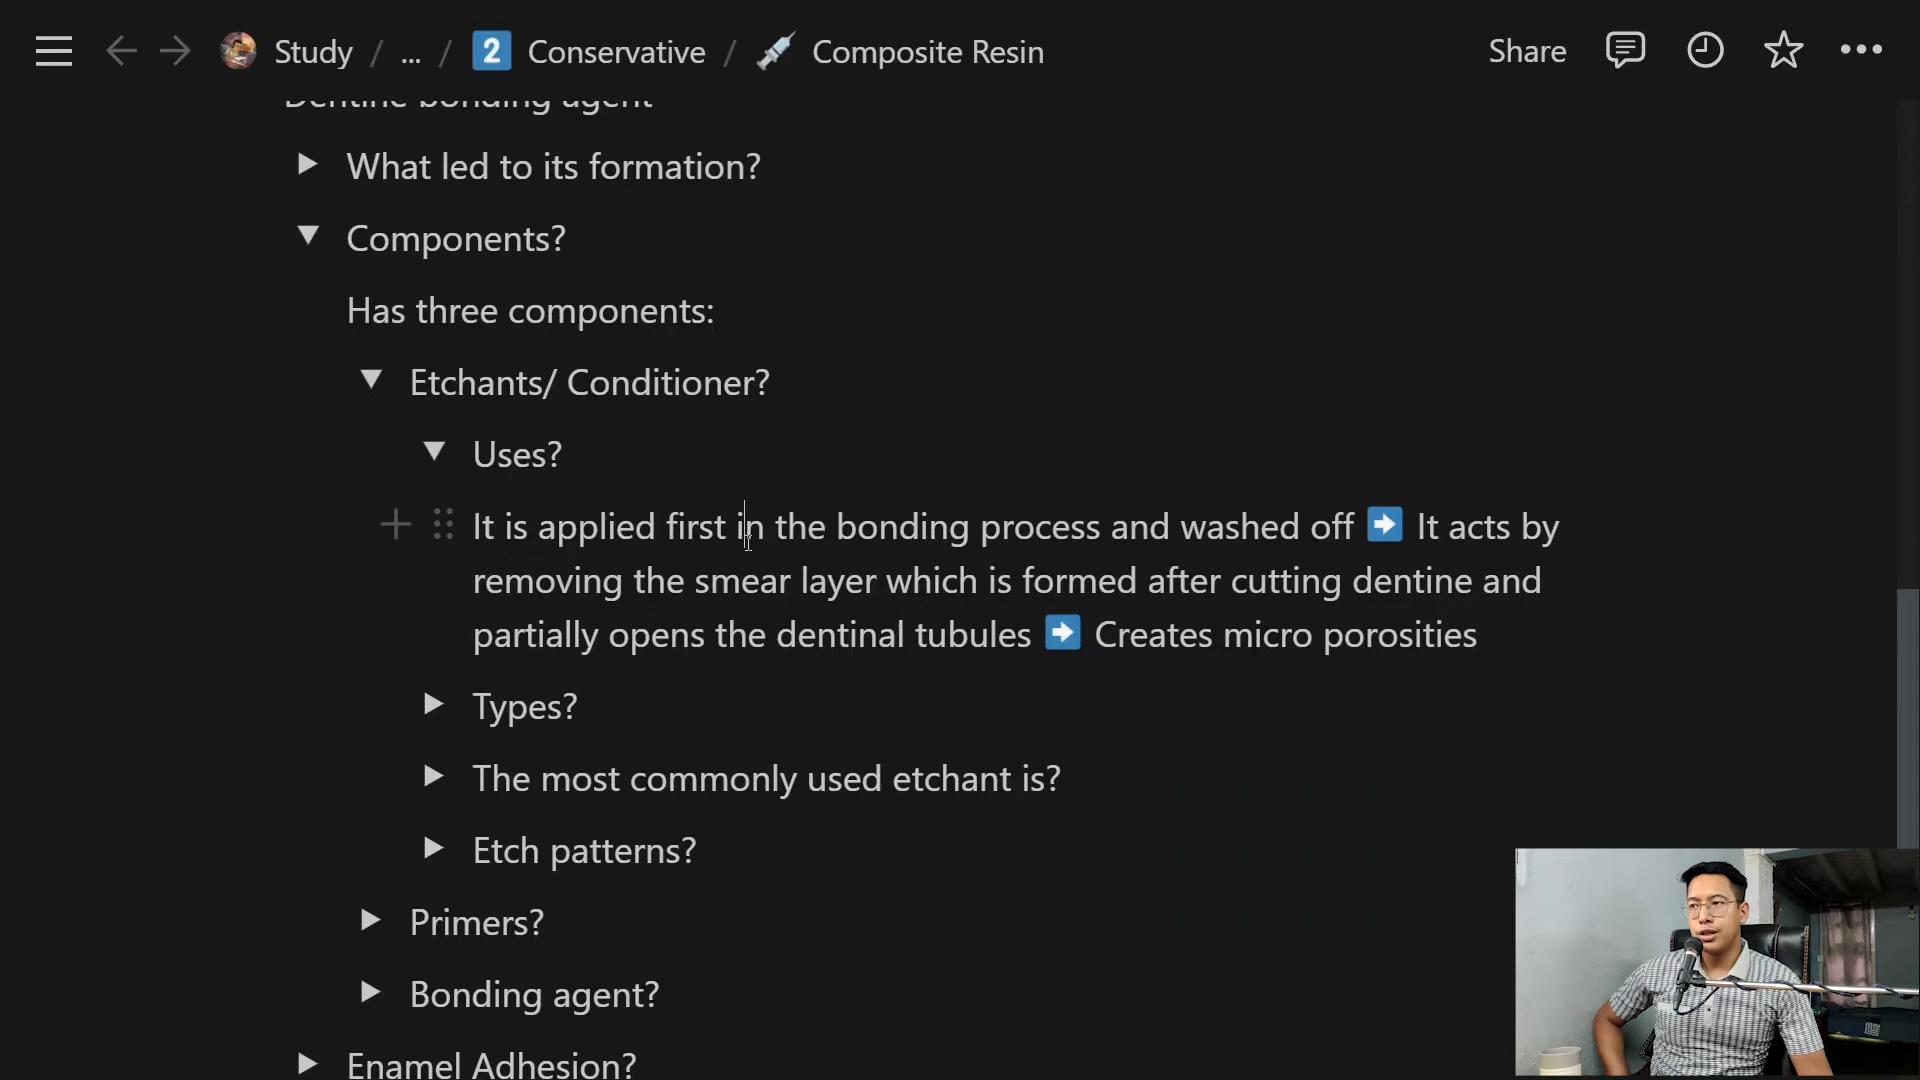 Study / ... / 2 Conservative / Composite Resin
Share
Dentine bonding agent
What led to its formation?
Components?
Has three components:
Etchants/ Conditioner?
Uses?
It is applied first in the bonding process and washed off ➡ It acts by
removing the smear layer which is formed after cutting dentine and
partially opens the dentinal tubules ➡ Creates micro porosities
Types?
The most commonly used etchant is?
Etch patterns?
Primers?
Bonding agent?
Enamel Adhesion?